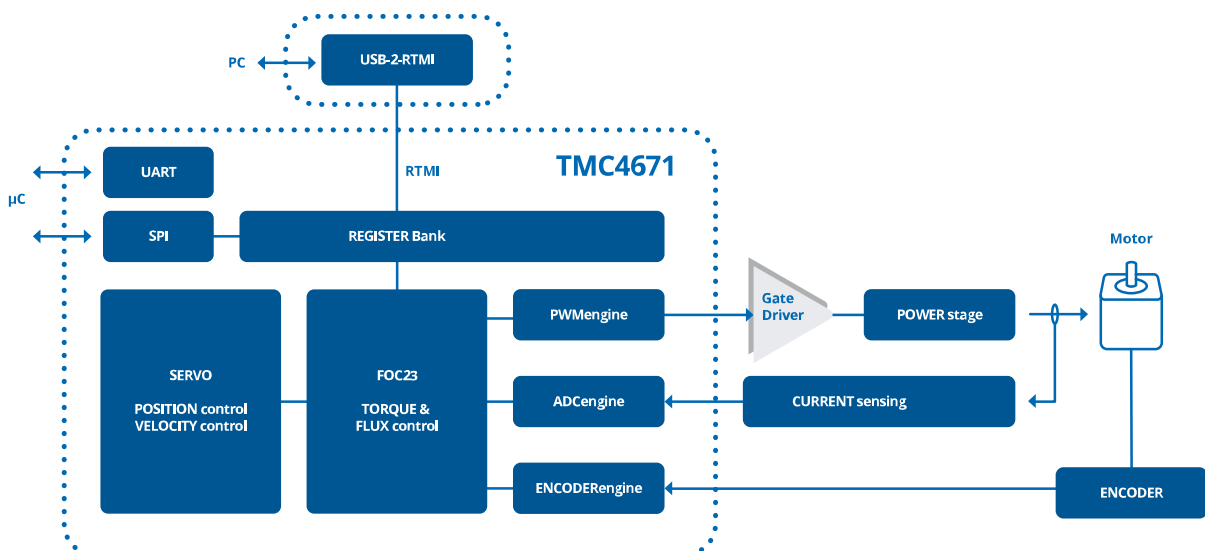 PC
USB-2-RTMI
RTMI
TMC4671
UART
µC
SPI
REGISTER Bank
Motor
Gate
Driver
PWMengine
POWER stage
SERVO
POSITION control
VELOCITY control
FOC23
TORQUE &
FLUX control
ADCengine
CURRENT sensing
ENCODERengine
ENCODER